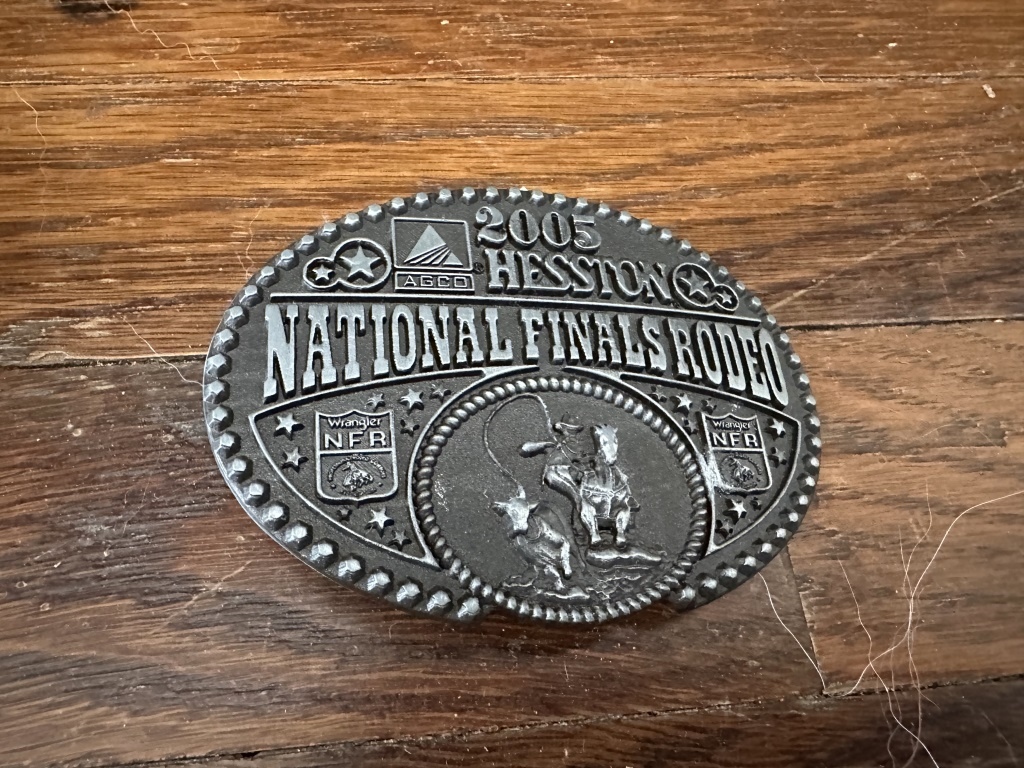 2005
AGCO®
HESSTON
NATIONAL FINALS RODEO
Wrangler
NFR
Wrangler
NFR